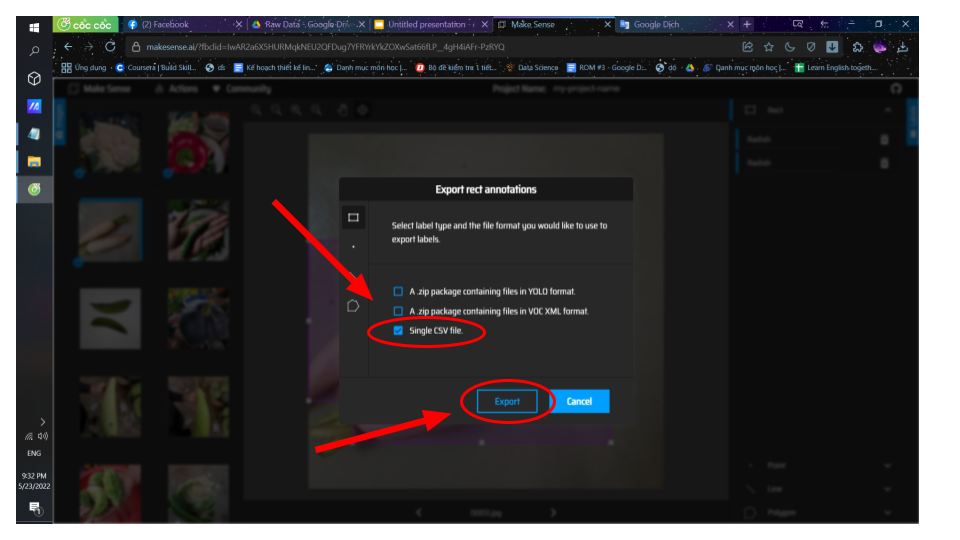 cốc cốc
(2) Facebook
Raw Data - Google Dri
Untitled presentation -
Make Sense
Google Dịch
makesense.ai/?fbclid=IwAR2a6X5HURMqkNEU2QFDug7YFRYkYkZOXwSat66fLP__4gH4iAFr-PzRYQ
Ứng dụng
Coursera | Build Skill...
ds
Kế hoạch thiết kế lin...
Danh mục môn học |...
Bộ đề kiểm tra 1 tiết...
Data Science
ROM #3 - Google D...
dó
Danh mục môn học |...
Learn English togeth...
Make Sense
Actions
Community
Project Name: my-project-name
Rect
Radish
Radish
Export rect annotations
Select label type and the file format you would like to use to
export labels.
A .zip package containing files in YOLO format.
A .zip package containing files in VOC XML format.
Single CSV file.
Export
Cancel
ENG
9:32 PM
5/23/2022
Point
Line
Polygon